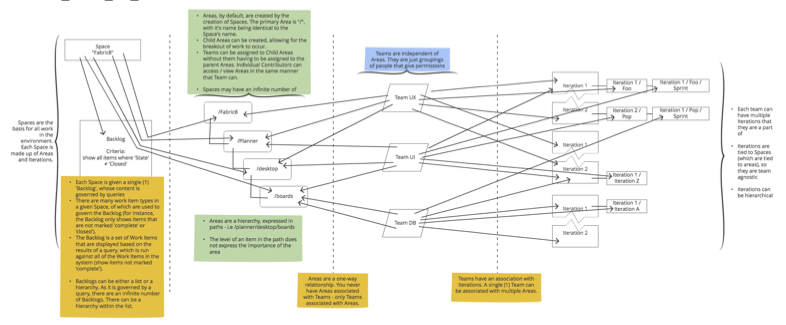 Spaces are the
basis for all work
in the
environment.
Each Space is
made up of Areas
and Iterations.
Space
"Fabric8"
Backlog
Criteria:
show all items where 'State'
≠ 'Closed'
• Each Space is given a single (1)
'Backlog', whose content is
governed by queries
• There are many work item types in
a given Space, of which are used to
govern the Backlog (for instance,
the Backlog only shows items that
are not marked 'complete' or
'closed').
• The Backlog is a set of Work Items
that are displayed based on the
results of a query, which is run
against all of the Work Items in the
system (show items not marked
'complete').
• Backlogs can be either a list or a
hierarchy. As it is governed by a
query, there are an infinite number
of Backlogs. There can be a
Hierarchy within the list.
• Areas, by default, are created by the
creation of Spaces. The primary Area is "/",
with it's name being identical to the
Space's name.
• Child Areas can be created, allowing for the
breakout of work to occur.
• Teams can be assigned to Child Areas
without them having to be assigned to the
parent Areas. Individual Contributors can
access / view Areas in the same manner
that Team can.
• Spaces may have an infinite number of
/Fabric8
/Planner
/desktop
/boards
• Areas are a hierarchy, expressed in
paths - i.e /planner/desktop/boards
• The level of an item in the path does
not express the importance of the
area
Areas are a one-way
relationship. You never
have Areas associated
with Teams - only Teams
associated with Areas.
Teams are independent of
Areas. They are just groupings
of people that give permissions
Team UX
Team UI
Team DB
Teams have an association with
iterations. A single (1) Team can
be associated with multiple Areas.
Iteration 1
Iteration 1 /
Foo
Iteration 1 / Foo /
Sprint
Iteration 2
Iteration 2 /
Pop
Iteration 1 / Pop /
Sprint
Iteration 1
Iteration 2
Iteration 1 /
Iteration 2
Iteration 1
Iteration 1 /
Iteration A
Iteration 2
• Each team can
have multiple
Iterations that
they are a part
of
• Iterations are
tied to Spaces
(which are tied
to areas), so
they are team
agnostic
• Iterations can
be hierarchical